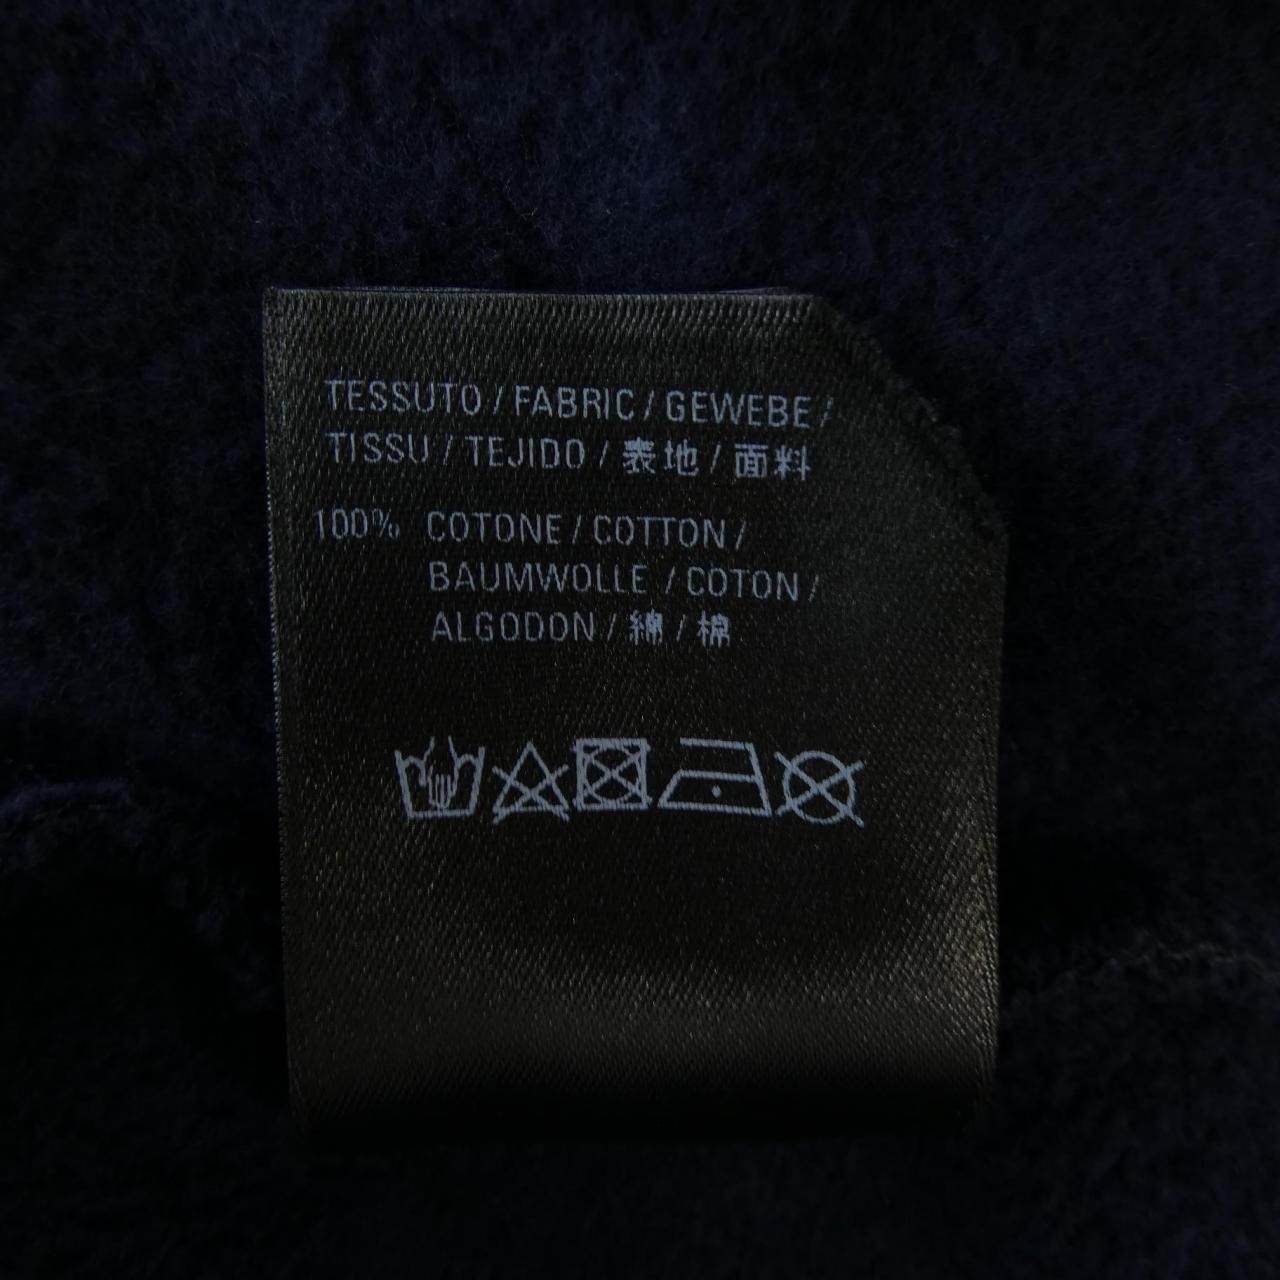 TESSUTO / FABRIC / GEWEBE /
TISSU / TEJIDO / 表地 / 面料
100% COTONE / COTTON /
BAUMWOLLE / COTON /
ALGODON / 綿 / 棉